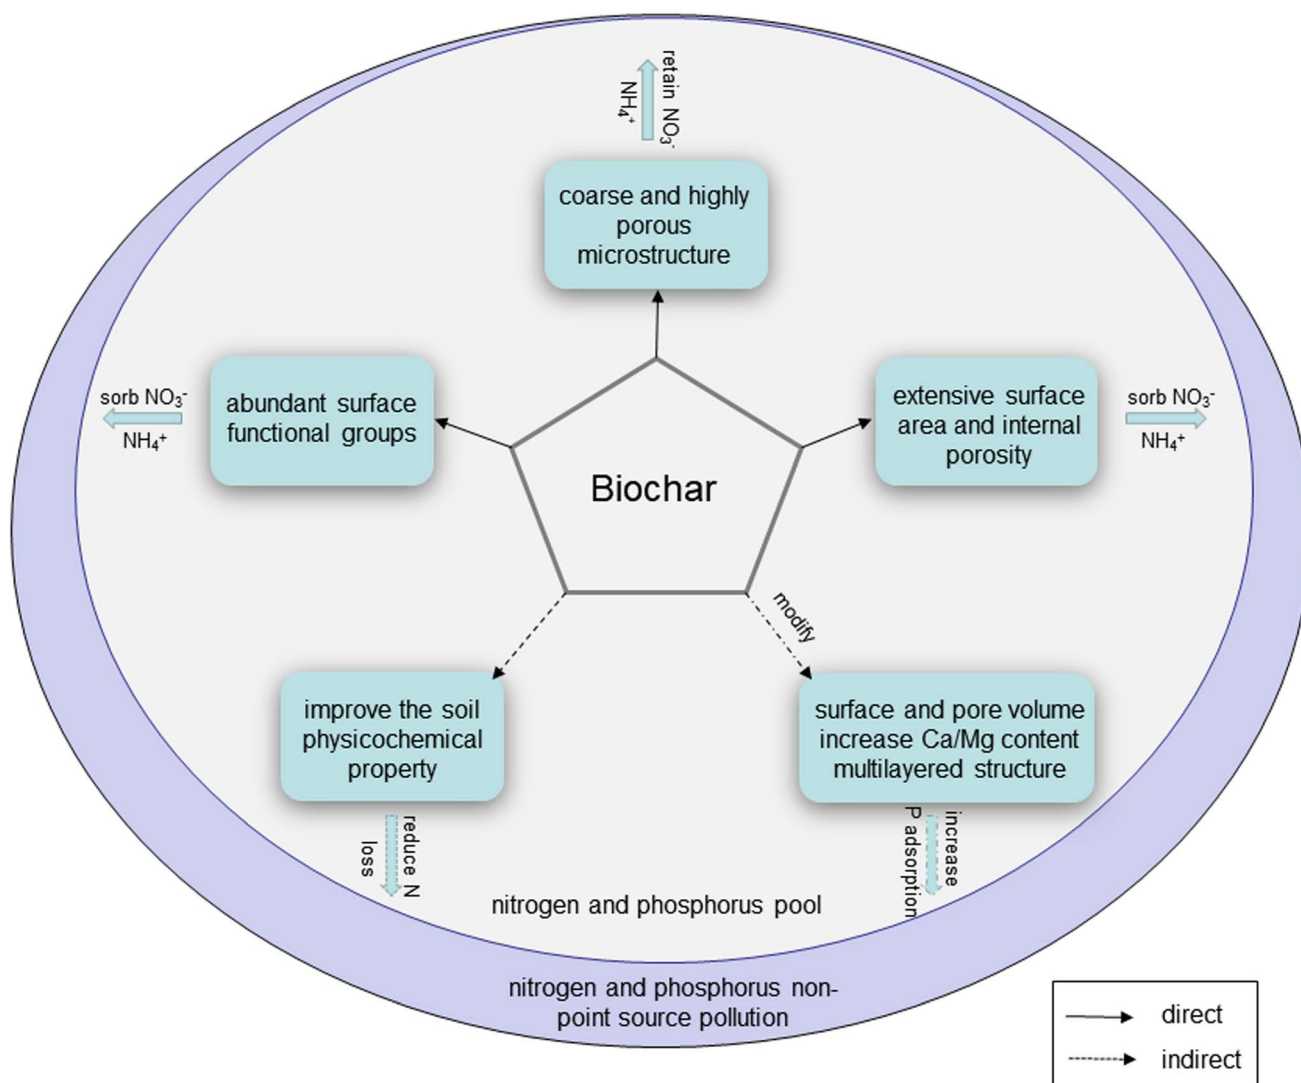 retain NO₃⁻
NH₄⁺
coarse and highly
porous
microstructure
sorb NO₃⁻
NH₄⁺
abundant surface
functional groups
extensive surface
area and internal
porosity
sorb NO₃⁻
NH₄⁺
Biochar
modify
improve the soil
physicochemical
property
surface and pore volume
increase Ca/Mg content
multilayered structure
reduce N
loss
increase
P adsorption
nitrogen and phosphorus pool
nitrogen and phosphorus non-
point source pollution
direct
indirect